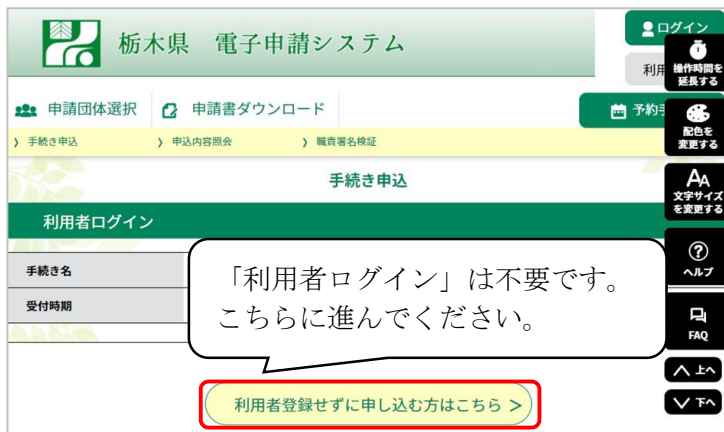 栃木県 電子申請システム
ログイン
利用
操作時間を
延長する
申請団体選択
申請書ダウンロード
予約手
配色を
変更する
手続き申込
申込内容照会
職責署名検証
手続き申込
文字サイズ
を変更する
利用者ログイン
ヘルプ
手続き名
受付時期
「利用者ログイン」は不要です。
こちらに進んでください。
FAQ
上へ
利用者登録せずに申し込む方はこちら >
下へ